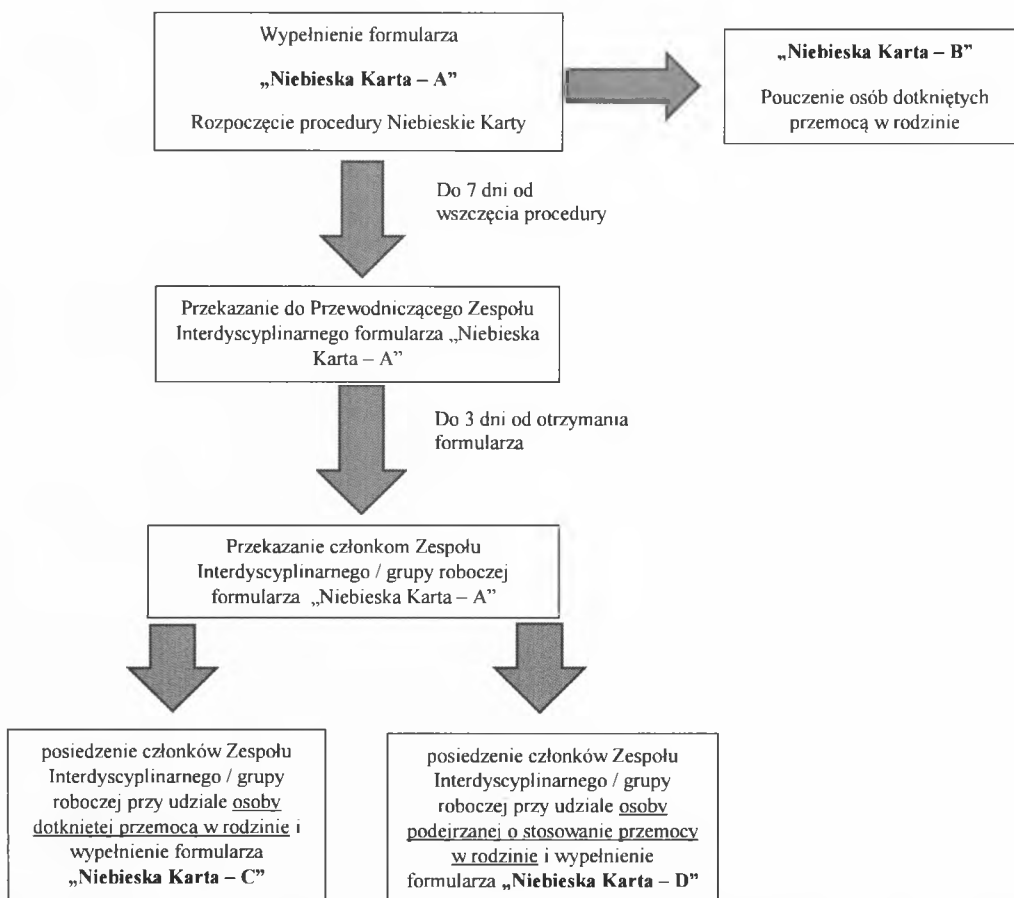 Wypełnienie formularza
„Niebieska Karta – A”
Rozpoczęcie procedury Niebieskie Karty
„Niebieska Karta – B”
Pouczenie osób dotkniętych
przemocą w rodzinie
Do 7 dni od
wszczęcia procedury
Przekazanie do Przewodniczącego Zespołu
Interdyscyplinarnego formularza „Niebieska
Karta – A”
Do 3 dni od otrzymania
formularza
Przekazanie członkom Zespołu
Interdyscyplinarnego / grupy roboczej
formularza „Niebieska Karta – A”
posiedzenie członków Zespołu
Interdyscyplinarnego / grupy
roboczej przy udziale osoby
dotkniętej przemocą w rodzinie i
wypełnienie formularza
„Niebieska Karta – C”
posiedzenie członków Zespołu
Interdyscyplinarnego / grupy
roboczej przy udziale osoby
podejrzanej o stosowanie przemocy
w rodzinie i wypełnienie
formularza „Niebieska Karta – D”